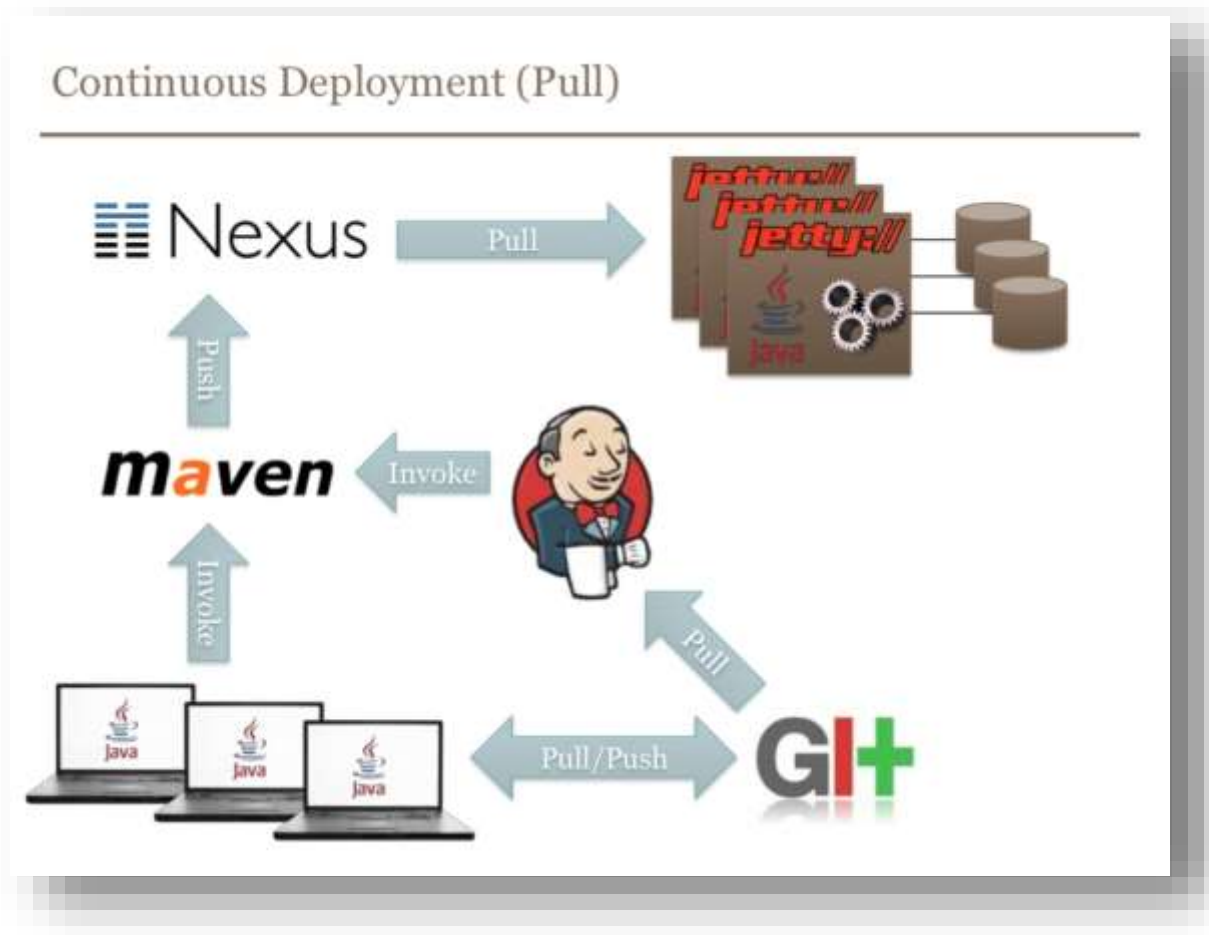 Continuous Deployment (Pull)
Nexus
Pull
jetty://
jetty://
jetty://
Java
Push
maven
Invoke
Invoke
Pull
Java
Java
Java
Pull/Push
GIt